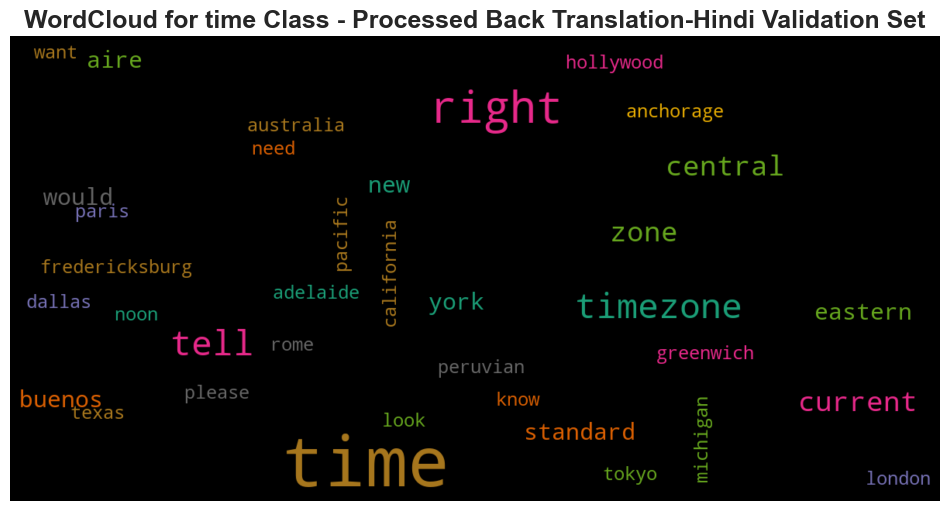 WordCloud for time Class - Processed Back Translation-Hindi Validation Set
want
aire
hollywood
right
anchorage
australia
need
central
would
new
paris
pacific
california
zone
fredericksburg
dallas
noon
adelaide
york
timezone
eastern
tell
rome
greenwich
peruvian
please
buenos
texas
know
current
look
standard
michigan
time
tokyo
london